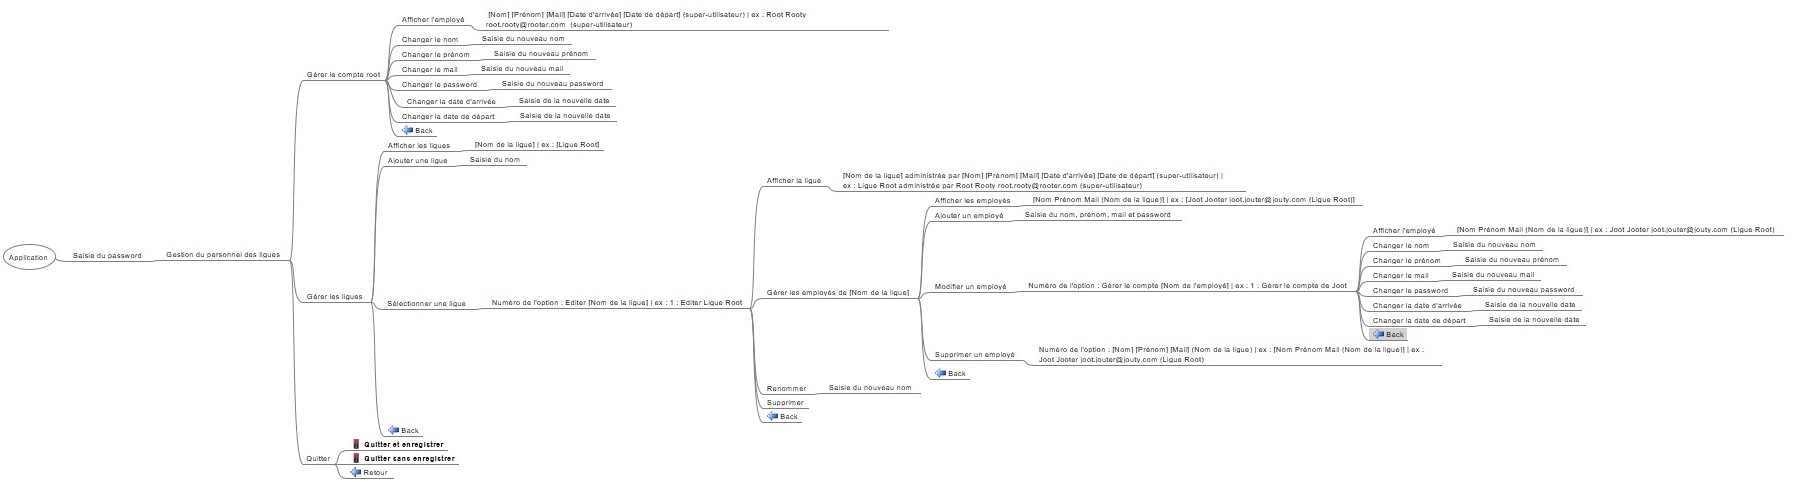 Application
Saisie du password
Gestion du personnel des ligues
Gérer le compte root
Afficher l'employé
[Nom] [Prénom] [Mail] [Date d'arrivée] [Date de départ] (super-utilisateur) | ex : Root Rooty
root.rooty@rooter.com (super-utilisateur)
Changer le nom
Saisie du nouveau nom
Changer le prénom
Saisie du nouveau prénom
Changer le mail
Saisie du nouveau mail
Changer le password
Saisie du nouveau password
Changer la date d'arrivée
Saisie de la nouvelle date
Changer la date de départ
Saisie de la nouvelle date
Back
Gérer les ligues
Afficher les ligues
[Nom de la ligue] | ex : [Ligue Root]
Ajouter une ligue
Saisie du nom
Sélectionner une ligue
Numéro de l'option : Editer [Nom de la ligue] | ex : 1 : Editer Ligue Root
Afficher la ligue
[Nom de la ligue] administrée par [Nom] [Prénom] [Mail] [Date d'arrivée] [Date de départ] (super-utilisateur) |
ex : Ligue Root administrée par Root Rooty root.rooty@rooter.com (super-utilisateur)
Gérer les employés de [Nom de la ligue]
Afficher les employés
[Nom Prénom Mail (Nom de la ligue)] | ex : [Joot Jooter joot.jouter@jouty.com (Ligue Root)]
Ajouter un employé
Saisie du nom, prénom, mail et password
Modifier un employé
Numéro de l'option : Gérer le compte [Nom de l'employé] | ex : 1 : Gérer le compte de Joot
Afficher l'employé
[Nom Prénom Mail (Nom de la ligue)] | ex : Joot Jooter joot.jouter@jouty.com (Ligue Root)
Changer le nom
Saisie du nouveau nom
Changer le prénom
Saisie du nouveau prénom
Changer le mail
Saisie du nouveau mail
Changer le password
Saisie du nouveau password
Changer la date d'arrivée
Saisie de la nouvelle date
Changer la date de départ
Saisie de la nouvelle date
Back
Supprimer un employé
Numéro de l'option : [Nom] [Prénom] [Mail] (Nom de la ligue) | ex : [Nom Prénom Mail (Nom de la ligue)] | ex :
Joot Jooter joot.jouter@jouty.com (Ligue Root)
Back
Renommer
Saisie du nouveau nom
Supprimer
Back
Back
Quitter
Quitter et enregistrer
Quitter sans enregistrer
Retour